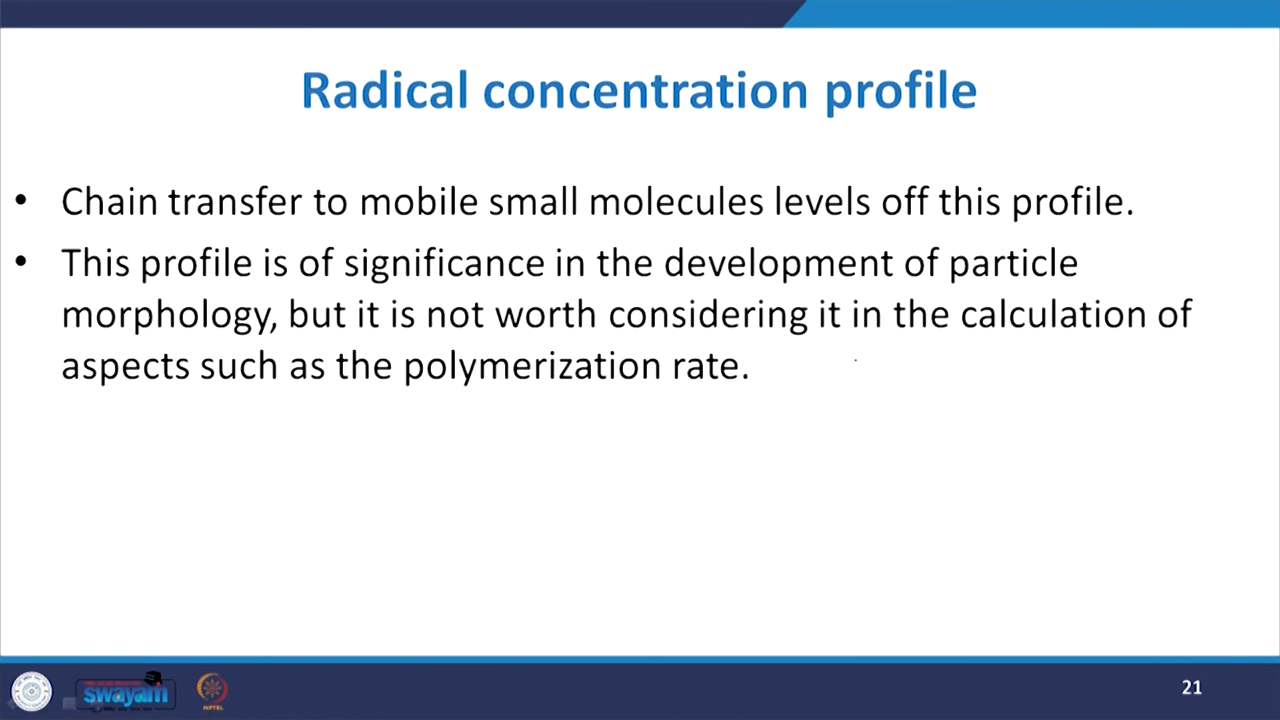 Radical concentration profile
• Chain transfer to mobile small molecules levels off this profile.
• This profile is of significance in the development of particle
morphology, but it is not worth considering it in the calculation of
aspects such as the polymerization rate.
swayam
NPTEL
21